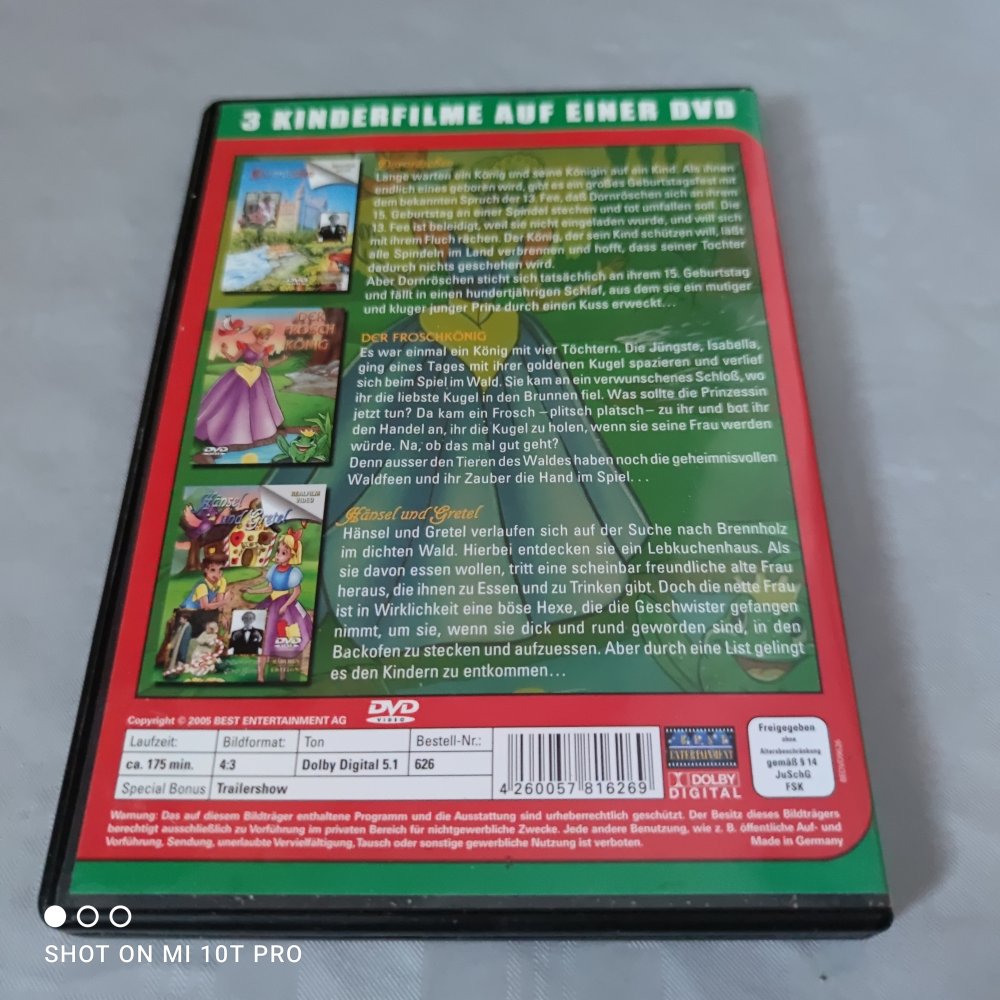 3 KINDERFILME AUF EINER DVD
Dornröschen
Lange warten ein König und seine Königin auf ein Kind. Als ihnen
endlich eines geboren wird, gibt es ein großes Geburtstagsfest mit
dem bekannten Spruch der 13. Fee, daß Dornröschen sich an ihrem
15. Geburtstag an einer Spindel stechen und tot umfallen soll. Die
13. Fee ist beleidigt, weil sie nicht eingeladen wurde, und will sich
mit ihrem Fluch rächen. Der König, der sein Kind schützen will, läßt
alle Spindeln im Land verbrennen und hofft, dass seiner Tochter
dadurch nichts geschehen wird.
Aber Dornröschen sticht sich tatsächlich an ihrem 15. Geburtstag
und fällt in einen hundertjährigen Schlaf, aus dem sie ein mutiger
und kluger junger Prinz durch einen Kuss erweckt...
DER
FROSCH
KÖNIG
DVD
DER FROSCHKÖNIG
Es war einmal ein König mit vier Töchtern. Die Jüngste, Isabella,
ging eines Tages mit ihrer goldenen Kugel spazieren und verlief
sich beim Spiel im Wald. Sie kam an ein verwunschenes Schloß, wo
ihr die liebste Kugel in den Brunnen fiel. Was sollte die Prinzessin
jetzt tun? Da kam ein Frosch –plitsch platsch– zu ihr und bot ihr
den Handel an, ihr die Kugel zu holen, wenn sie seine Frau werden
würde. Na, ob das mal gut geht?
Denn ausser den Tieren des Waldes haben noch die geheimnisvollen
Waldfeen und ihr Zauber die Hand im Spiel...
Hänsel
und Gretel
REALFILM
VIDEO
DVD
Hänsel und Gretel
Hänsel und Gretel verlaufen sich auf der Suche nach Brennholz
im dichten Wald. Hierbei entdecken sie ein Lebkuchenhaus. Als
sie davon essen wollen, tritt eine scheinbar freundliche alte Frau
heraus, die ihnen zu Essen und zu Trinken gibt. Doch die nette Frau
ist in Wirklichkeit eine böse Hexe, die die Geschwister gefangen
nimmt, um sie, wenn sie dick und rund geworden sind, in den
Backofen zu stecken und aufzuessen. Aber durch eine List gelingt
es den Kindern zu entkommen...
Copyright © 2005 BEST ENTERTAINMENT AG
DVD
VIDEO
Laufzeit: Bildformat: Ton Bestell-Nr.:
ca. 175 min. 4:3 Dolby Digital 5.1 626
Special Bonus Trailershow
4 260057 816269
BEST
ENTERTAINMENT
DOLBY
DIGITAL
Freigegeben
ohne
Altersbeschränkung
gemäß § 14
JuSchG
FSK
Warnung: Das auf diesem Bildträger enthaltene Programm und die Ausstattung sind urheberrechtlich geschützt. Der Besitz dieses Bildträgers
berechtigt ausschließlich zu Vorführung im privaten Bereich für nichtgewerbliche Zwecke. Jede andere Benutzung, wie z. B. öffentliche Auf- und
Vorführung, Sendung, unerlaubte Vervielfältigung, Tausch oder sonstige gewerbliche Nutzung ist verboten. Made in Germany
SHOT ON MI 10T PRO